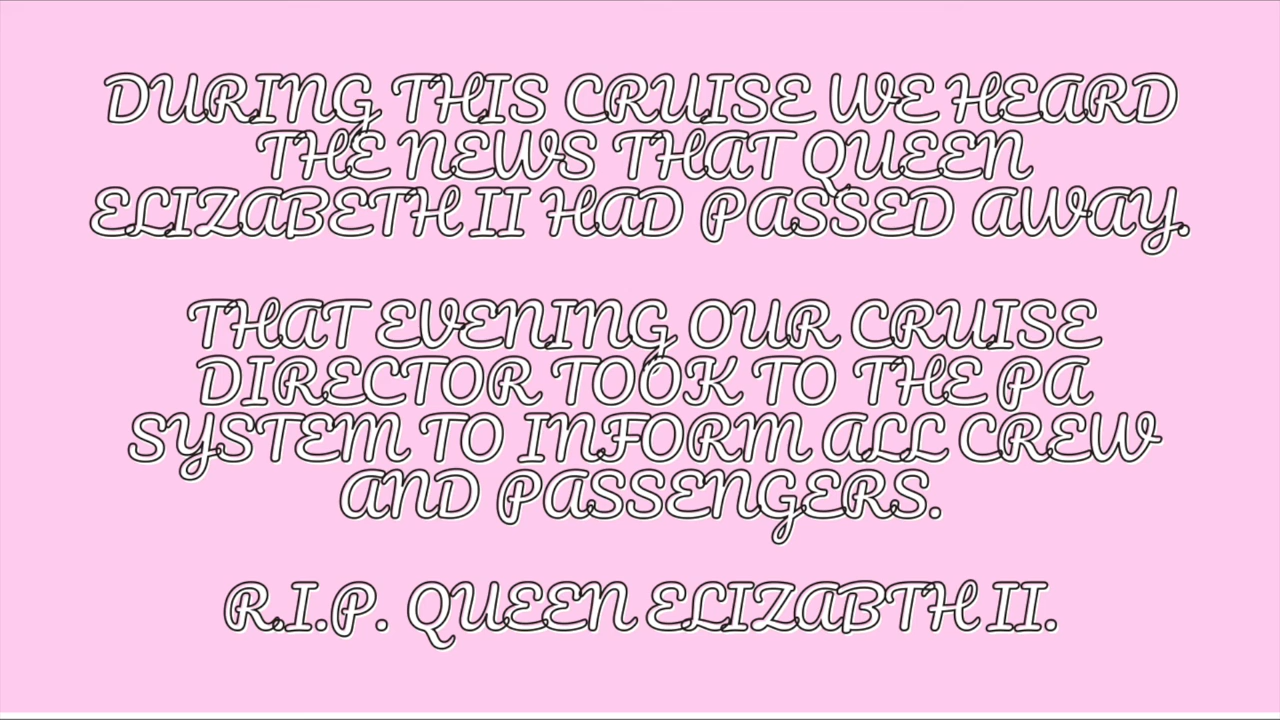 DURING THIS CRUISE WE HEARD
THE NEWS THAT QUEEN
ELIZABETH II HAD PASSED AWAY.
THAT EVENING OUR CRUISE
DIRECTOR TOOK TO THE PA
SYSTEM TO INFORM ALL CREW
AND PASSENGERS.
R.I.P. QUEEN ELIZABTH II.